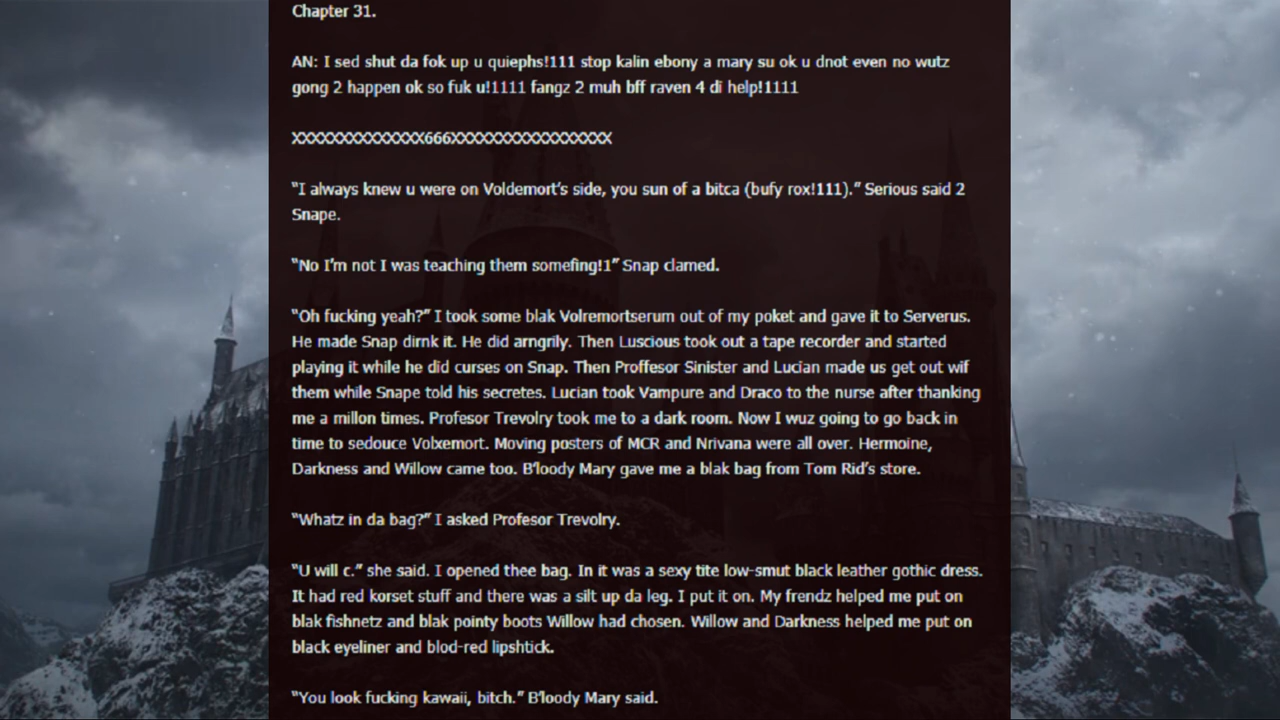 Chapter 31.
AN: I sed shut da fok up u quiephs!111 stop kalin ebony a mary su ok u dnot even no wutz
gong 2 happen ok so fuk u!1111 fangz 2 muh bff raven 4 di help!1111
XXXXXXXXXXXXXX666XXXXXXXXXXXXXXXXX
“I always knew u were on Voldemort’s side, you sun of a bitca (bufy rox!111).” Serious said 2
Snape.
“No I’m not I was teaching them somefing!1” Snap clamed.
“Oh fucking yeah?” I took some blak Volremortserum out of my poket and gave it to Serverus.
He made Snap dirnk it. He did arngrily. Then Luscious took out a tape recorder and started
playing it while he did curses on Snap. Then Proffesor Sinister and Lucian made us get out wif
them while Snape told his secretes. Lucian took Vampure and Draco to the nurse after thanking
me a millon times. Profesor Trevolry took me to a dark room. Now I wuz going to go back in
time to sedouce Volxemort. Moving posters of MCR and Nrivana were all over. Hermoine,
Darkness and Willow came too. B’loody Mary gave me a blak bag from Tom Rid’s store.
“Whatz in da bag?” I asked Profesor Trevolry.
“U will c.” she said. I opened thee bag. In it was a sexy tite low-smut black leather gothic dress.
It had red korset stuff and there was a silt up da leg. I put it on. My frendz helped me put on
blak fishnetz and blak pointy boots Willow had chosen. Willow and Darkness helped me put on
black eyeliner and blod-red lipshtick.
“You look fucking kawaii, bitch.” B’loody Mary said.